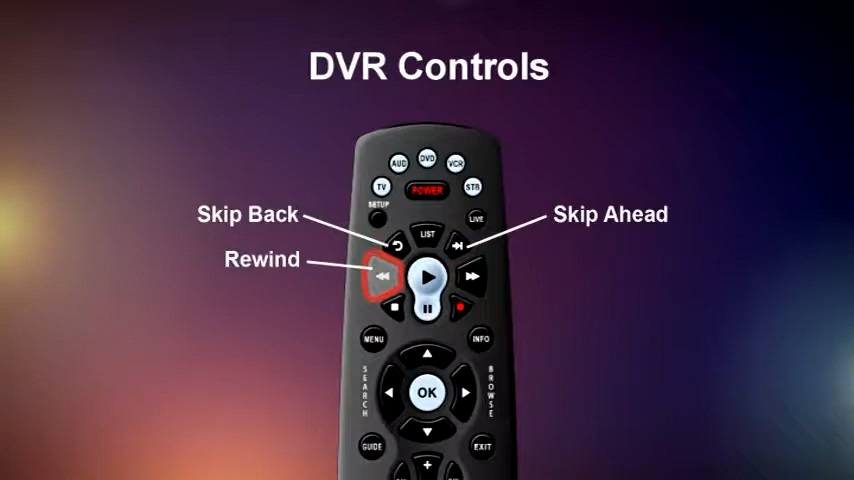 DVR Controls
AUD DVD VCR
TV POWER STB
SETUP
LIVE
Skip Back
Skip Ahead
LIST
Rewind
MENU
INFO
SEARCH
BROWSE
OK
GUIDE
EXIT
+